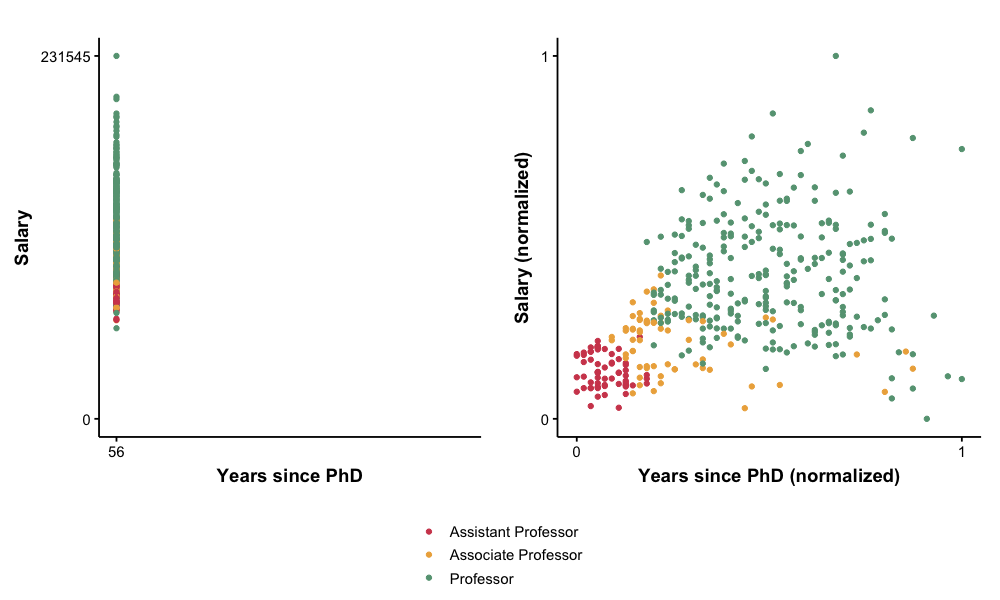 231545
Salary
0
56
Years since PhD
1
Salary (normalized)
0
0
1
Years since PhD (normalized)
Assistant Professor
Associate Professor
Professor